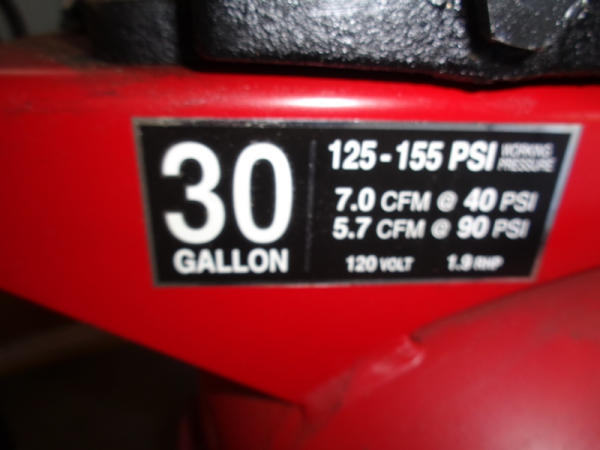 30
GALLON
125-155 PSI WORKING PRESSURE
7.0 CFM @ 40 PSI
5.7 CFM @ 90 PSI
120 VOLT 1.9 RHP